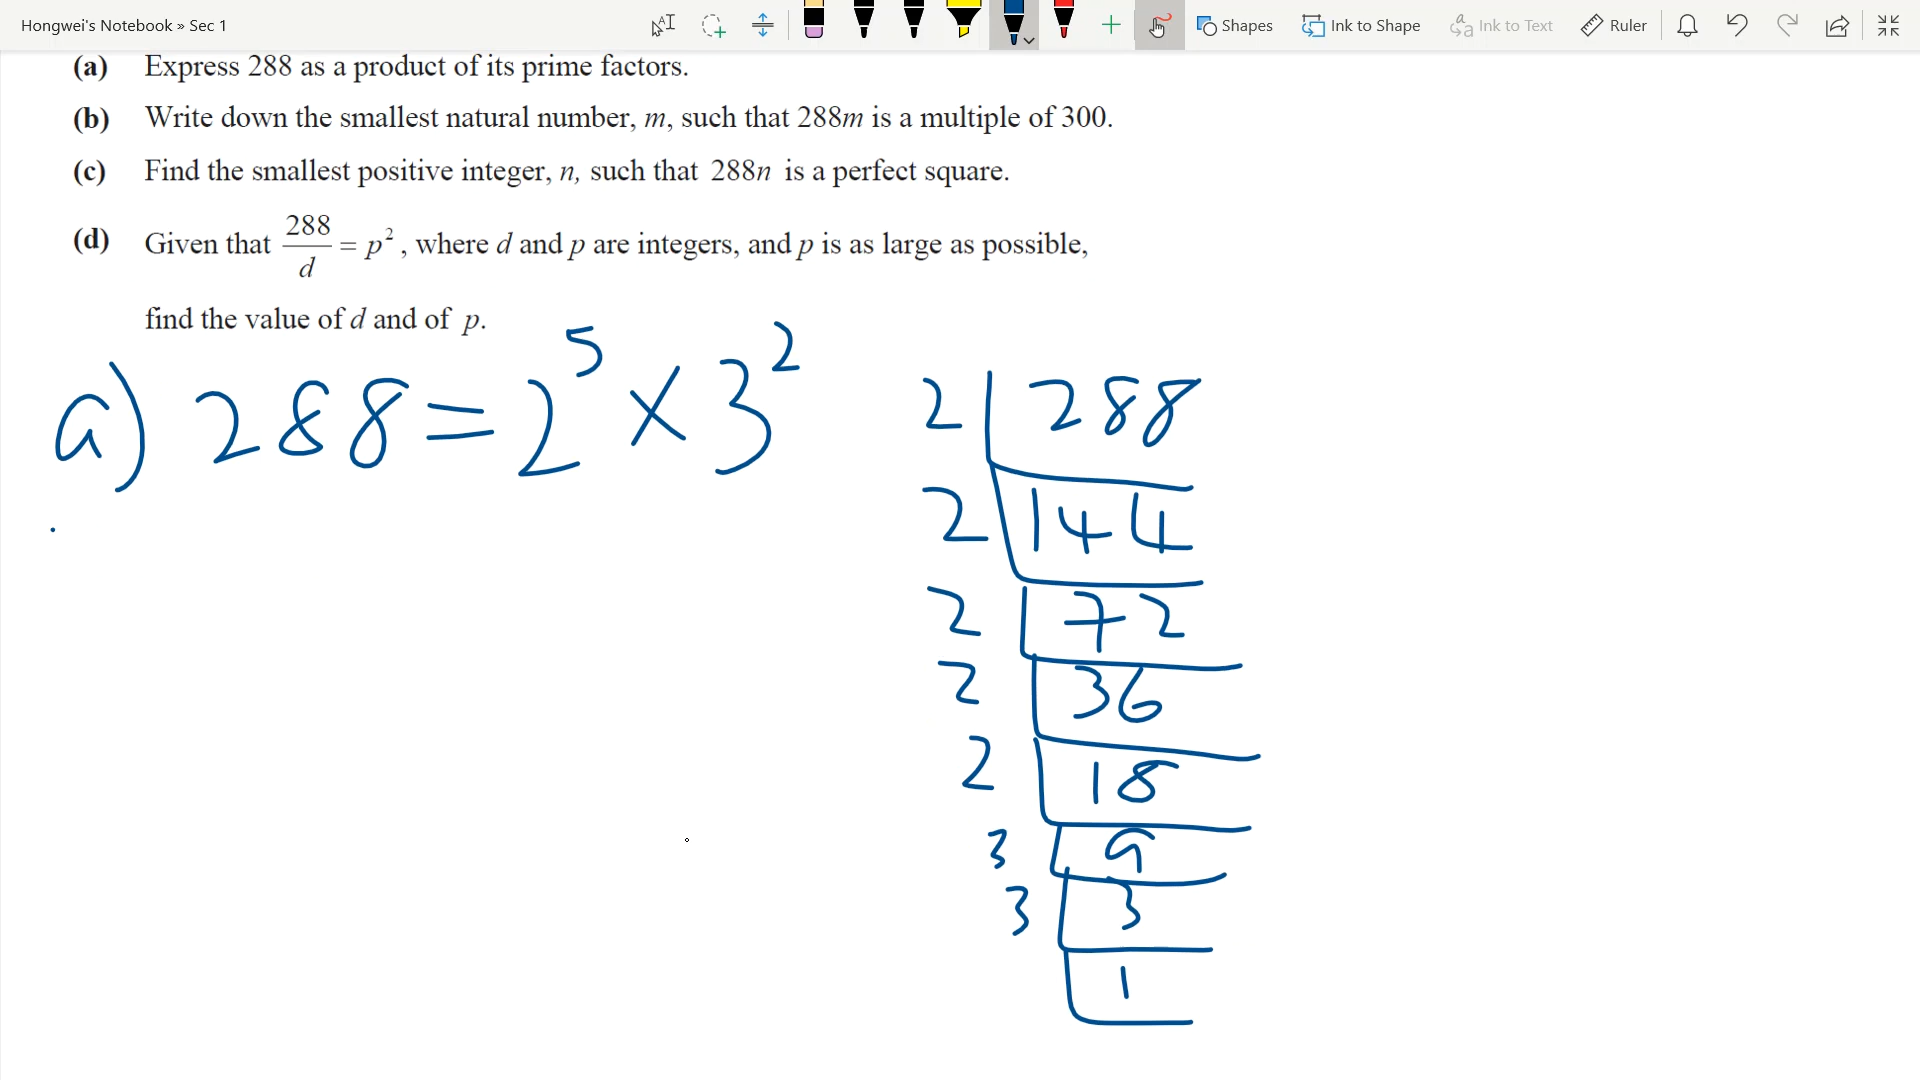 Hongwei's Notebook » Sec 1
Shapes
Ink to Shape
Ink to Text
Ruler
(a) Express 288 as a product of its prime factors.
(b) Write down the smallest natural number, m, such that 288m is a multiple of 300.
(c) Find the smallest positive integer, n, such that 288n is a perfect square.
(d) Given that 288/d = p², where d and p are integers, and p is as large as possible,
find the value of d and of p.
a) 288 = 2⁵ × 3²
2 | 288
2 | 144
2 | 72
2 | 36
2 | 18
3 | 9
3 | 3
1